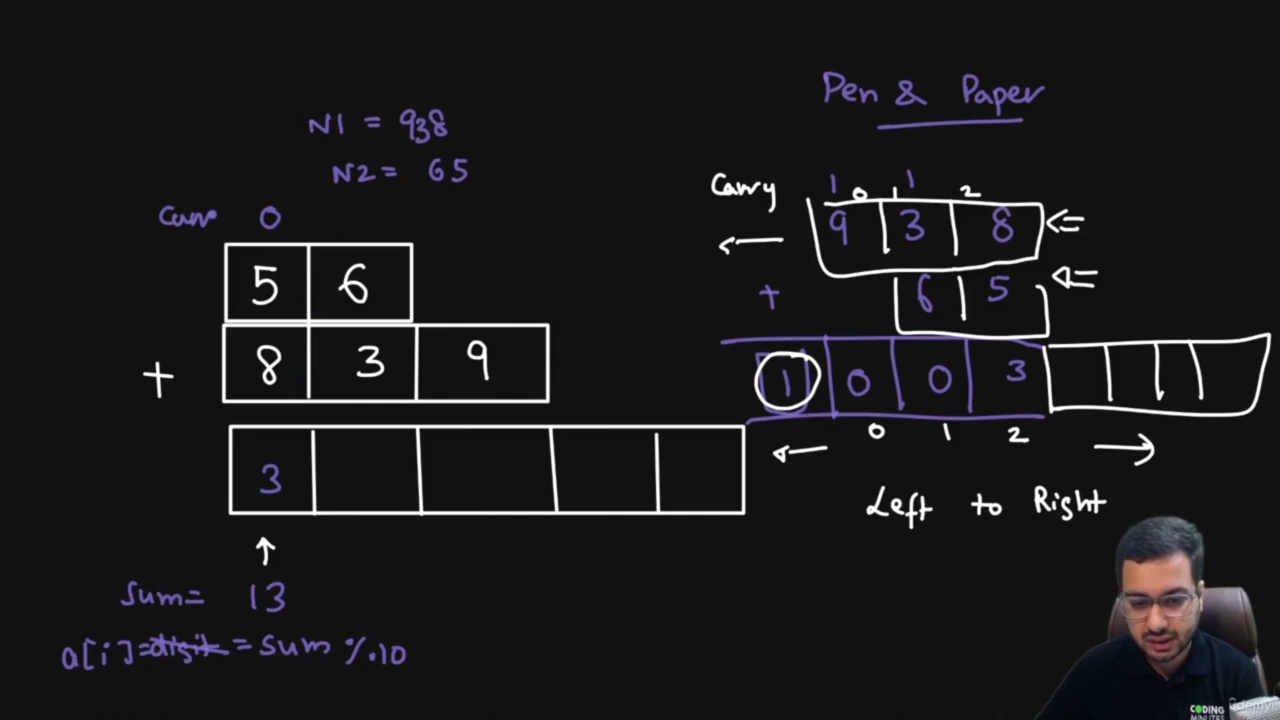 Pen & Paper
N1 = 938
N2 = 65
Carry 1 1
0 1 2
9 3 8
+ 6 5
1 0 0 3
0 1 2
Left to Right
0
5 6
+ 8 3 9
3
Sum= 13
a[i]= = Sum %.10
CODING
MINUTES
ûdemy